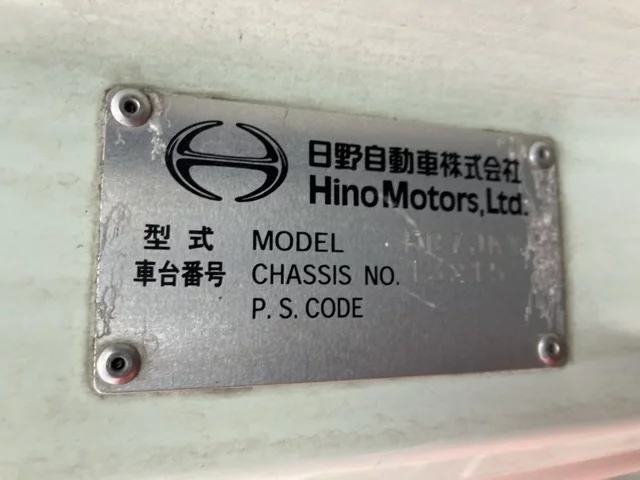 日野自動車株式会社
Hino Motors, Ltd.
型式 MODEL
車台番号 CHASSIS NO.
P. S. CODE